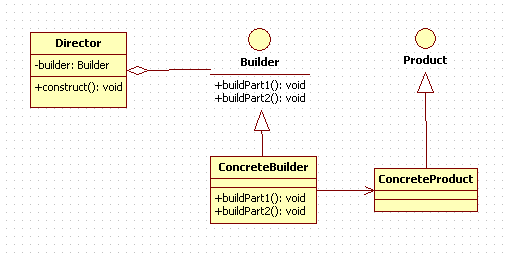 Director
-builder: Builder
+construct(): void
Builder
+buildPart1(): void
+buildPart2(): void
Product
ConcreteBuilder
+buildPart1(): void
+buildPart2(): void
ConcreteProduct